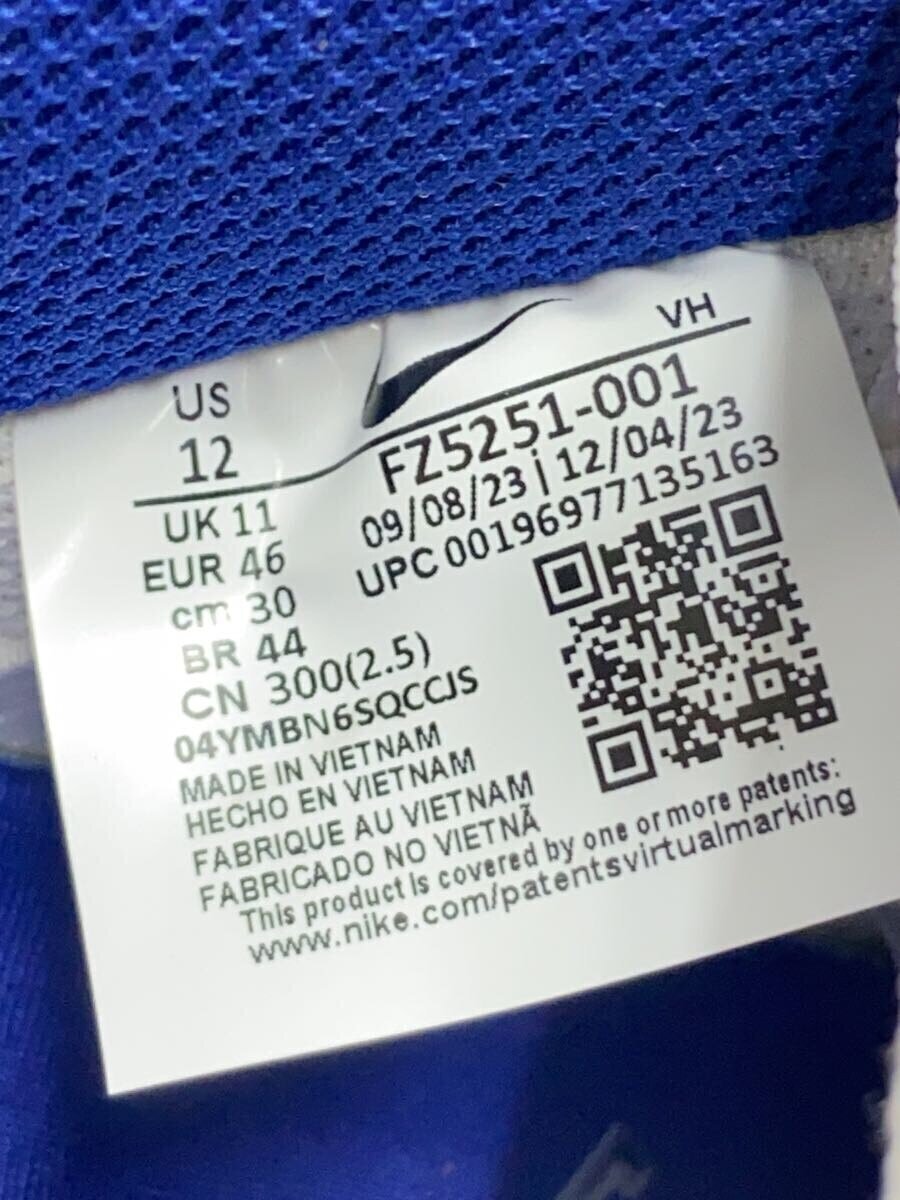 US
12
UK 11
EUR 46
cm 30
BR 44
CN 300(2.5)
04YMBN6SQCCJS
VH
FZ5251-001
09/08/23 | 12/04/23
UPC 00196977135163
MADE IN VIETNAM
HECHO EN VIETNAM
FABRIQUE AU VIETNAM
FABRICADO NO VIETNÃ
This product is covered by one or more patents:
www.nike.com/patentsvirtualmarking